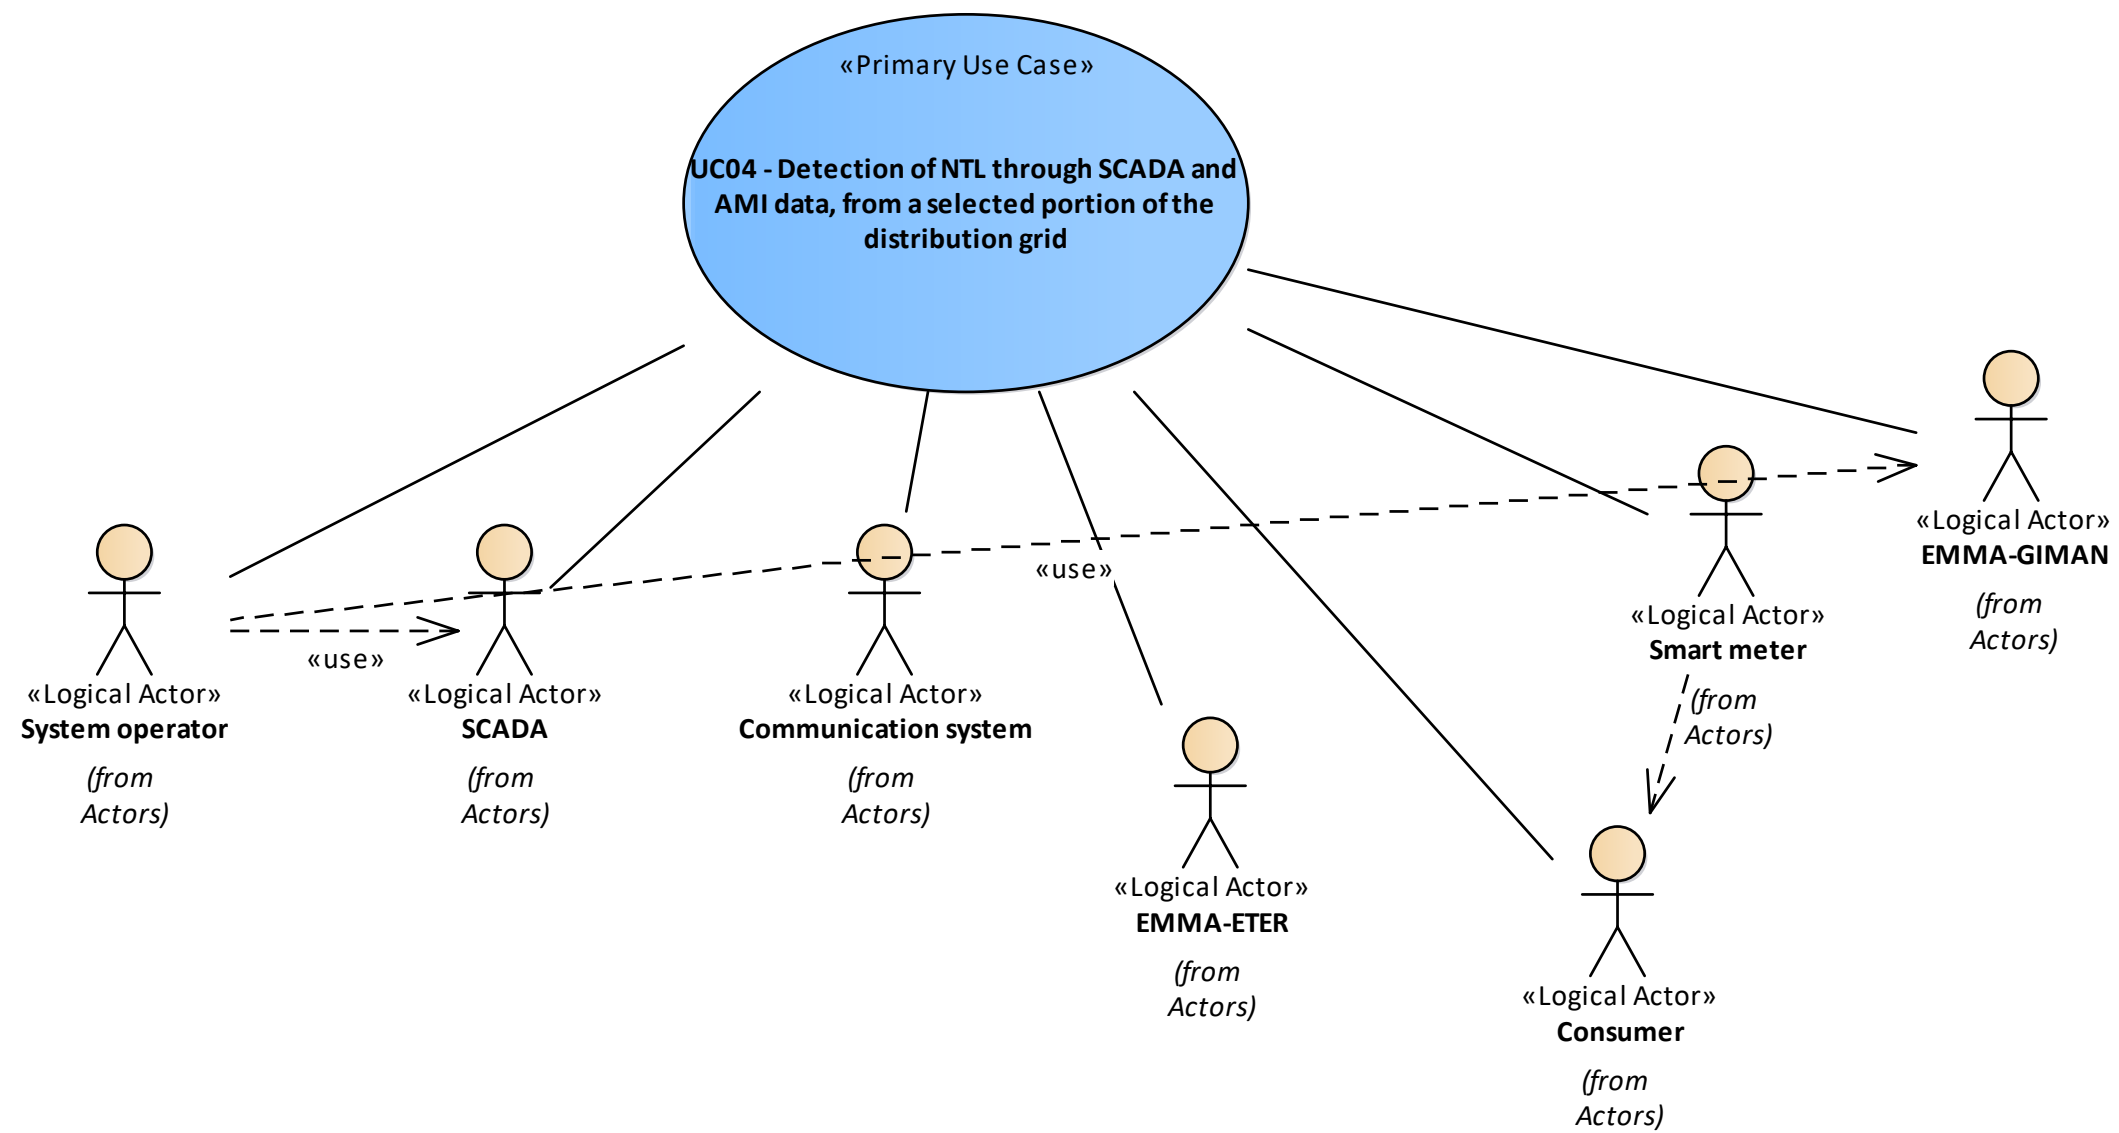 «Primary Use Case»
UC04 - Detection of NTL through SCADA and
AMI data, from a selected portion of the
distribution grid
«use»
«use»
«Logical Actor»
System operator
(from
Actors)
«Logical Actor»
SCADA
(from
Actors)
«Logical Actor»
Communication system
(from
Actors)
«Logical Actor»
EMMA-ETER
(from
Actors)
«Logical Actor»
Consumer
(from
Actors)
«Logical Actor»
Smart meter
(from
Actors)
«Logical Actor»
EMMA-GIMAN
(from
Actors)